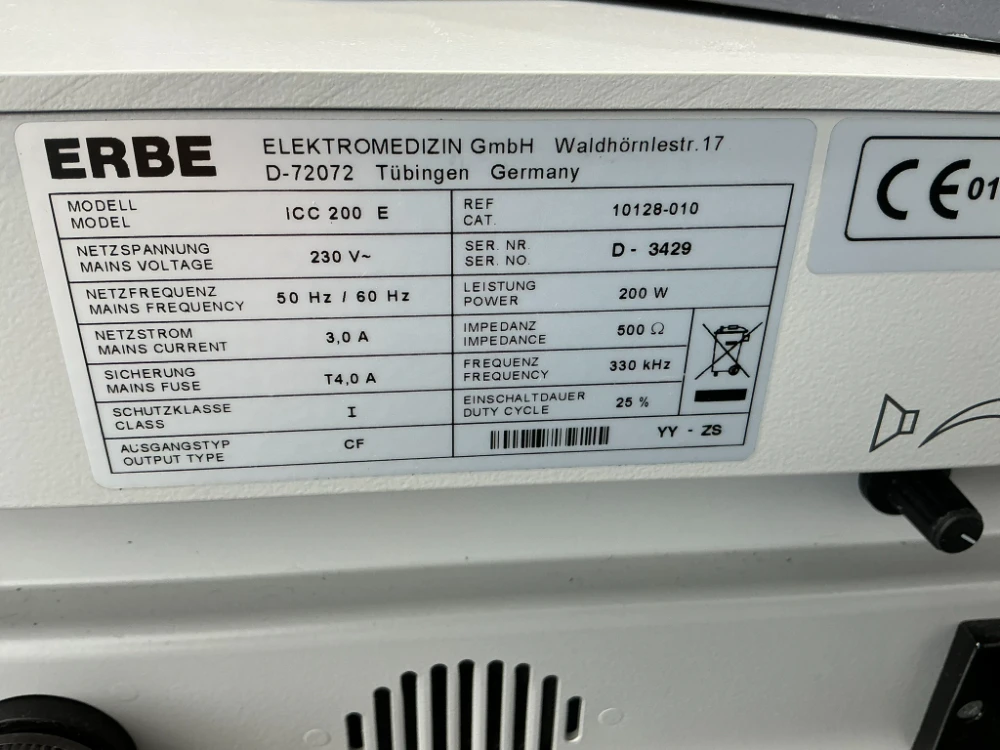 ERBE
ELEKTROMEDIZIN GmbH Waldhörnlestr.17
D-72072 Tübingen Germany
MODELL
MODEL
ICC 200 E
REF
CAT.
10128-010
NETZSPANNUNG
MAINS VOLTAGE
230 V~
SER. NR.
SER. NO.
D - 3429
NETZFREQUENZ
MAINS FREQUENCY
50 Hz / 60 Hz
LEISTUNG
POWER
200 W
NETZSTROM
MAINS CURRENT
3,0 A
IMPEDANZ
IMPEDANCE
500 Ω
SICHERUNG
MAINS FUSE
T4,0 A
FREQUENZ
FREQUENCY
330 kHz
SCHUTZKLASSE
CLASS
I
EINSCHALTDAUER
DUTY CYCLE
25 %
AUSGANGSTYP
OUTPUT TYPE
CF
YY - ZS
CE 01